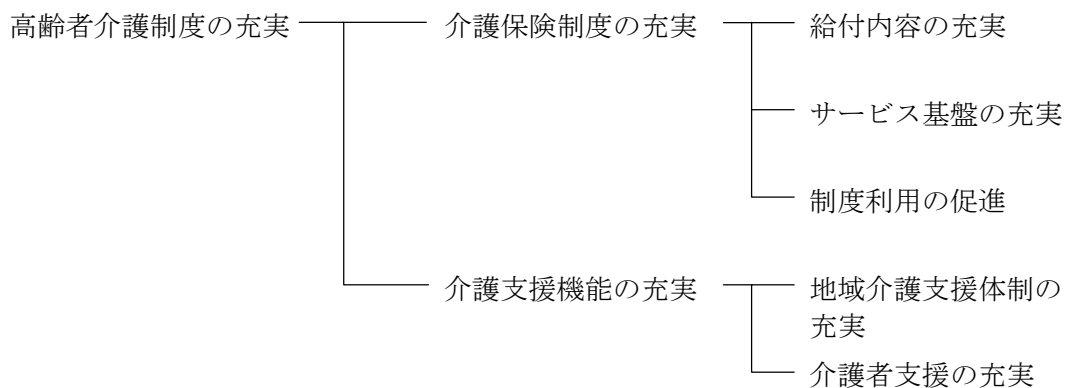 高齢者介護制度の充実
介護保険制度の充実
給付内容の充実
サービス基盤の充実
制度利用の促進
介護支援機能の充実
地域介護支援体制の
充実
介護者支援の充実